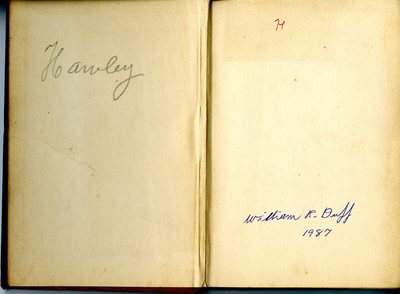 Hawley
H
William R. Duff
1987